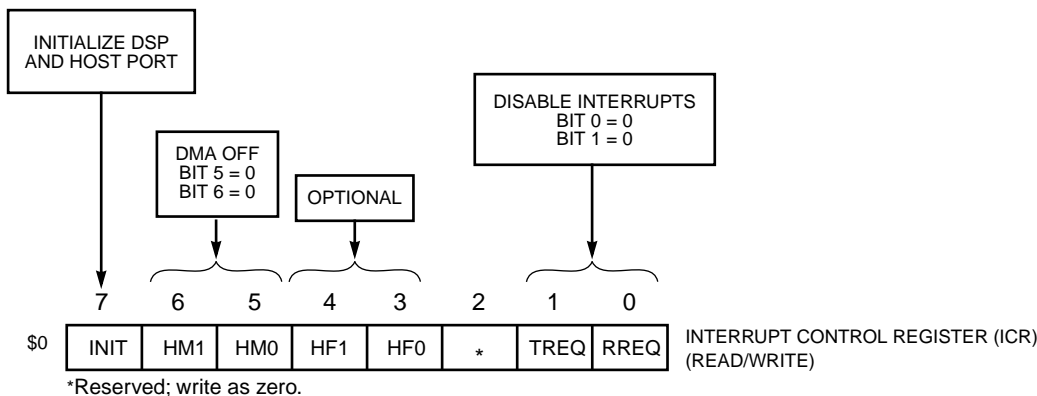 INITIALIZE DSP
AND HOST PORT
DISABLE INTERRUPTS
BIT 0 = 0
BIT 1 = 0
DMA OFF
BIT 5 = 0
BIT 6 = 0
OPTIONAL
7 6 5 4 3 2 1 0
$0 INIT HM1 HM0 HF1 HF0 * TREQ RREQ
INTERRUPT CONTROL REGISTER (ICR)
(READ/WRITE)
*Reserved; write as zero.